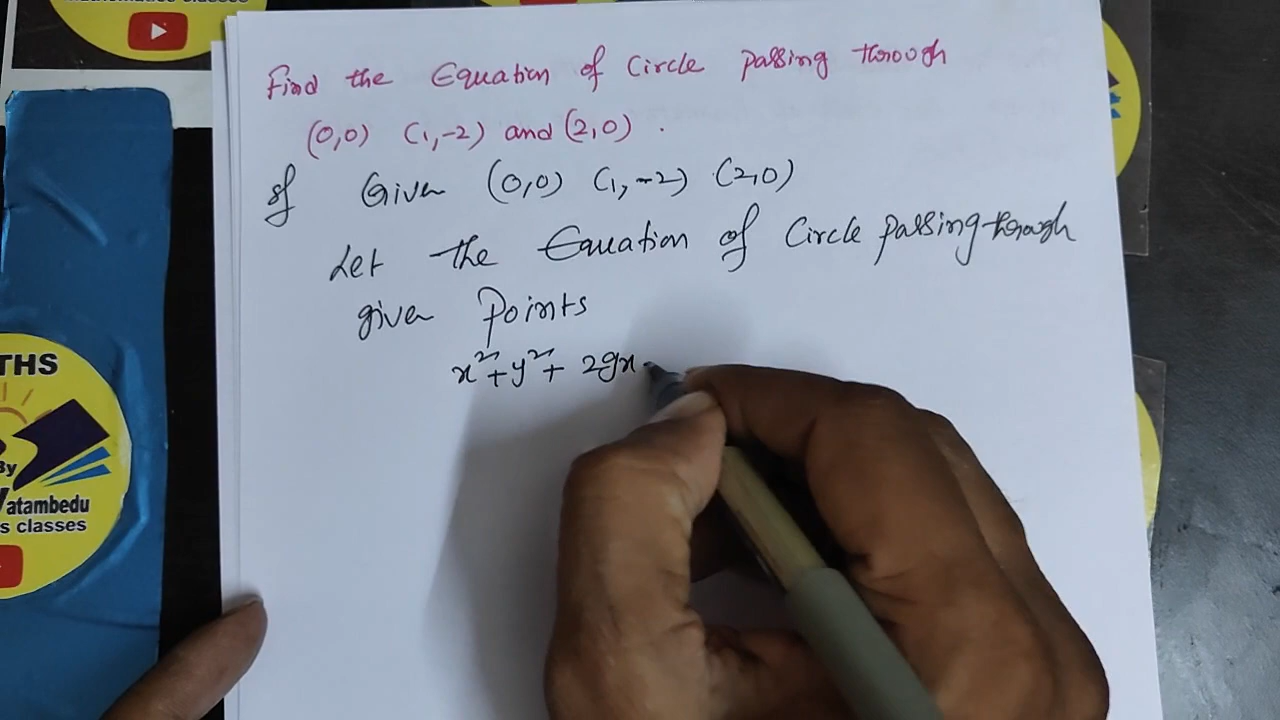 Find the Equation of Circle passing through
(0,0) (1,-2) and (2,0).
Given (0,0) (1,-2) (2,0)
Let the Equation of Circle passing through
given Points
x²+y²+ 2gx
THS
By
Vatambedu
s classes